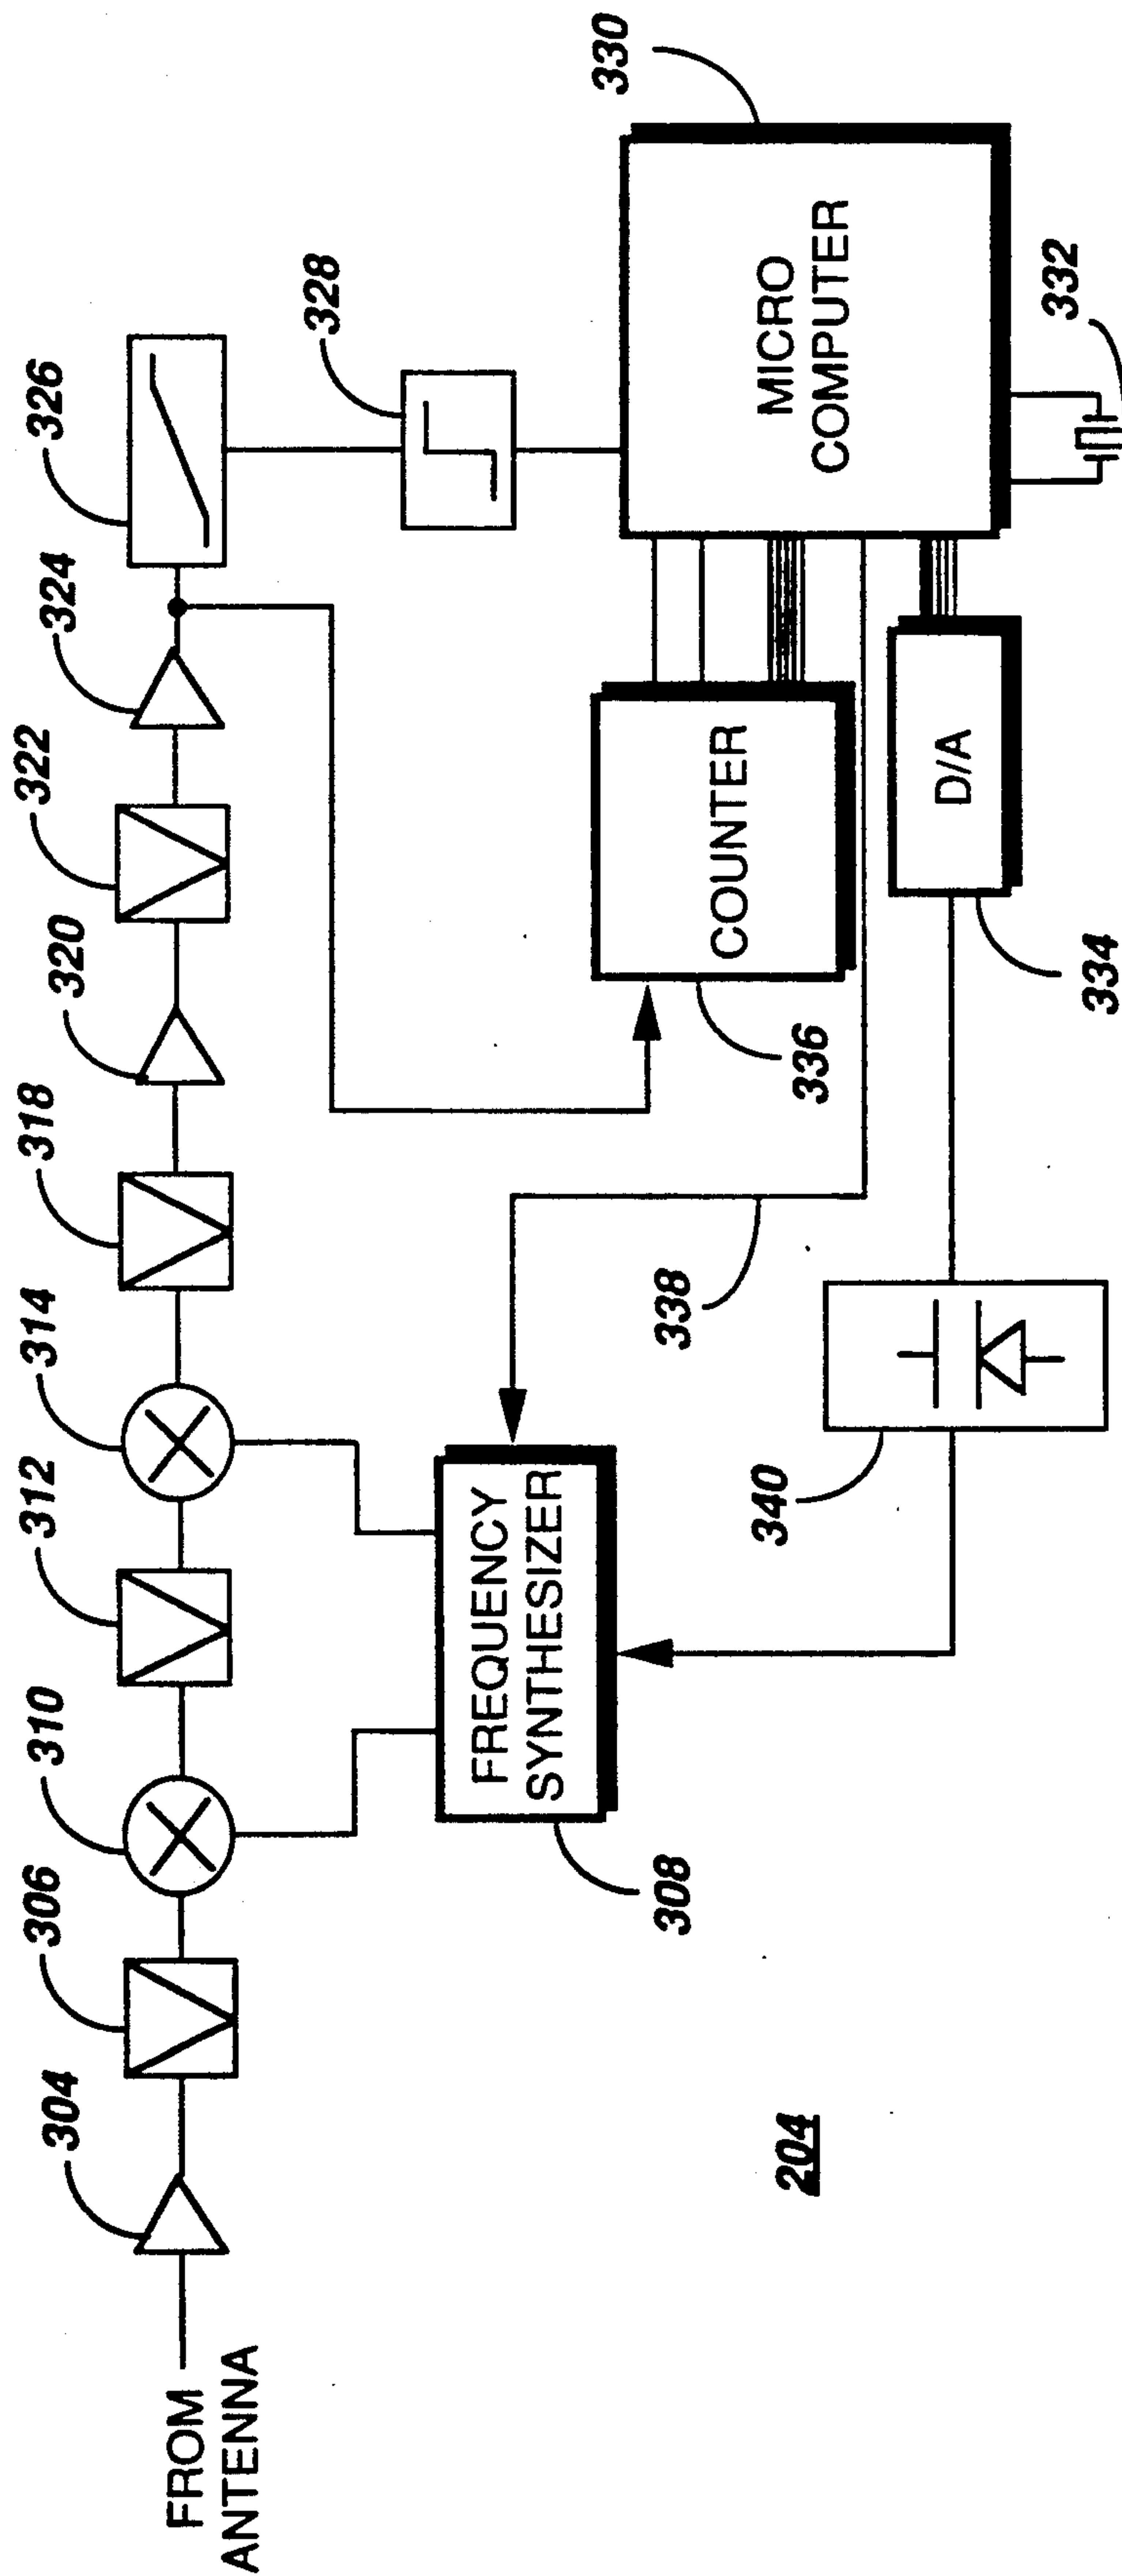 FROM
ANTENNA
304
306
310
312
314
318
320
322
324
326
328
330
MICRO
COMPUTER
332
COUNTER
336
D/A
334
338
340
FREQUENCY
SYNTHESIZER
308
204